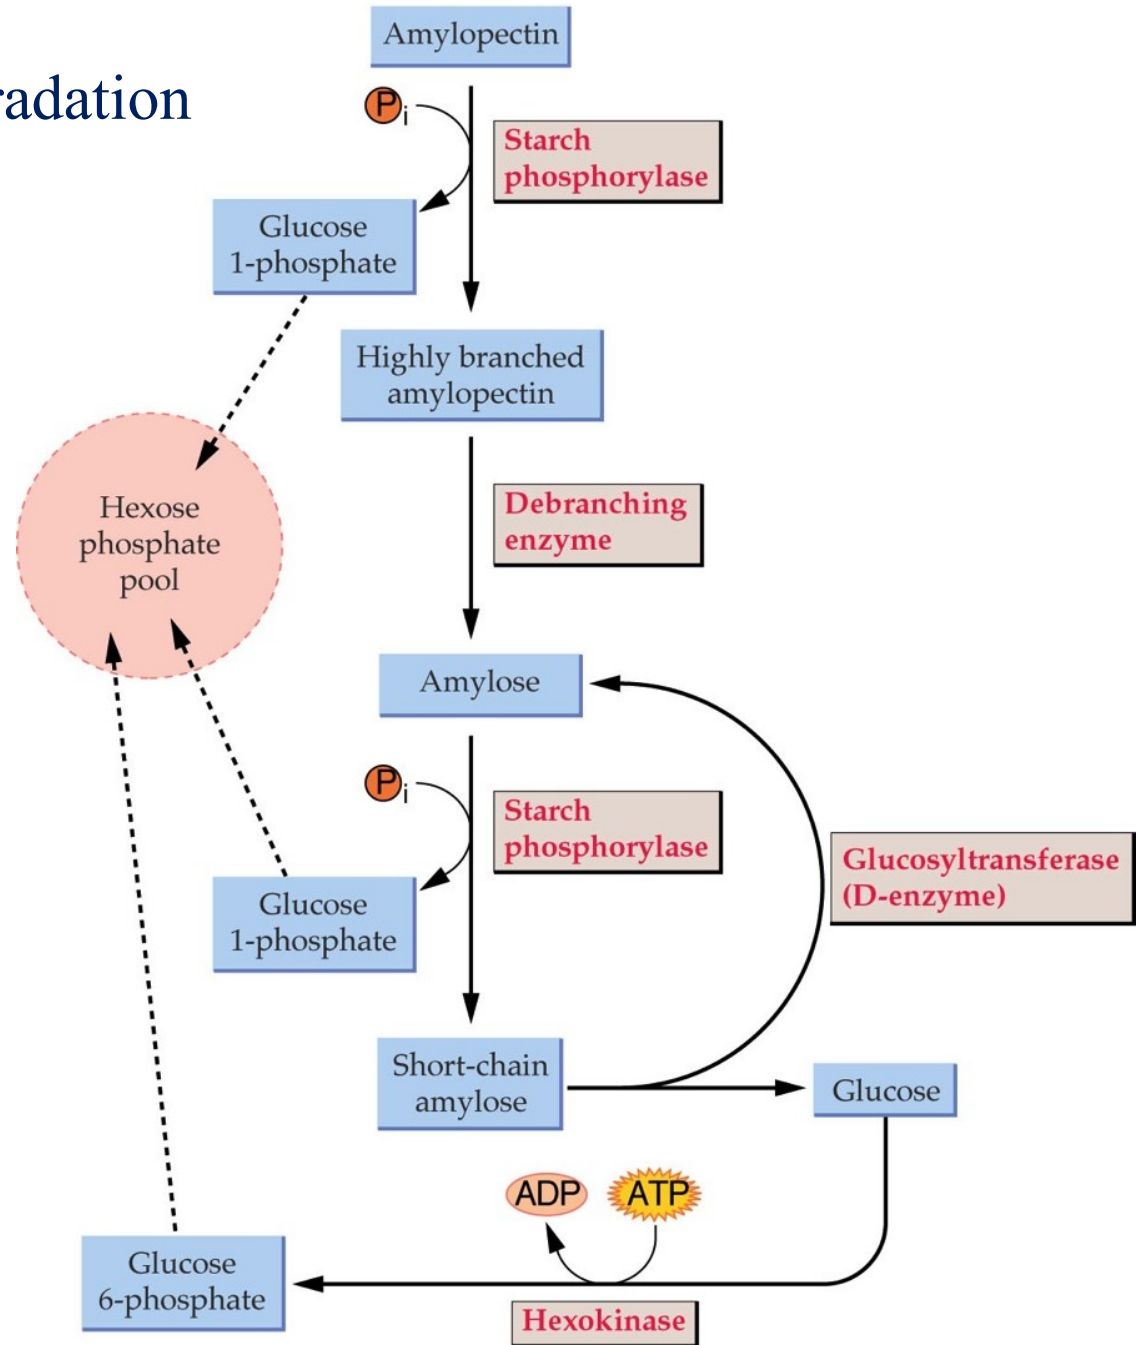 Amylopectin
radation
Pi
Starch
phosphorylase
Glucose
1-phosphate
Highly branched
amylopectin
Hexose
phosphate
pool
Debranching
enzyme
Amylose
Pi
Starch
phosphorylase
Glucosyltransferase
(D-enzyme)
Glucose
1-phosphate
Short-chain
amylose
Glucose
ADP
ATP
Glucose
6-phosphate
Hexokinase